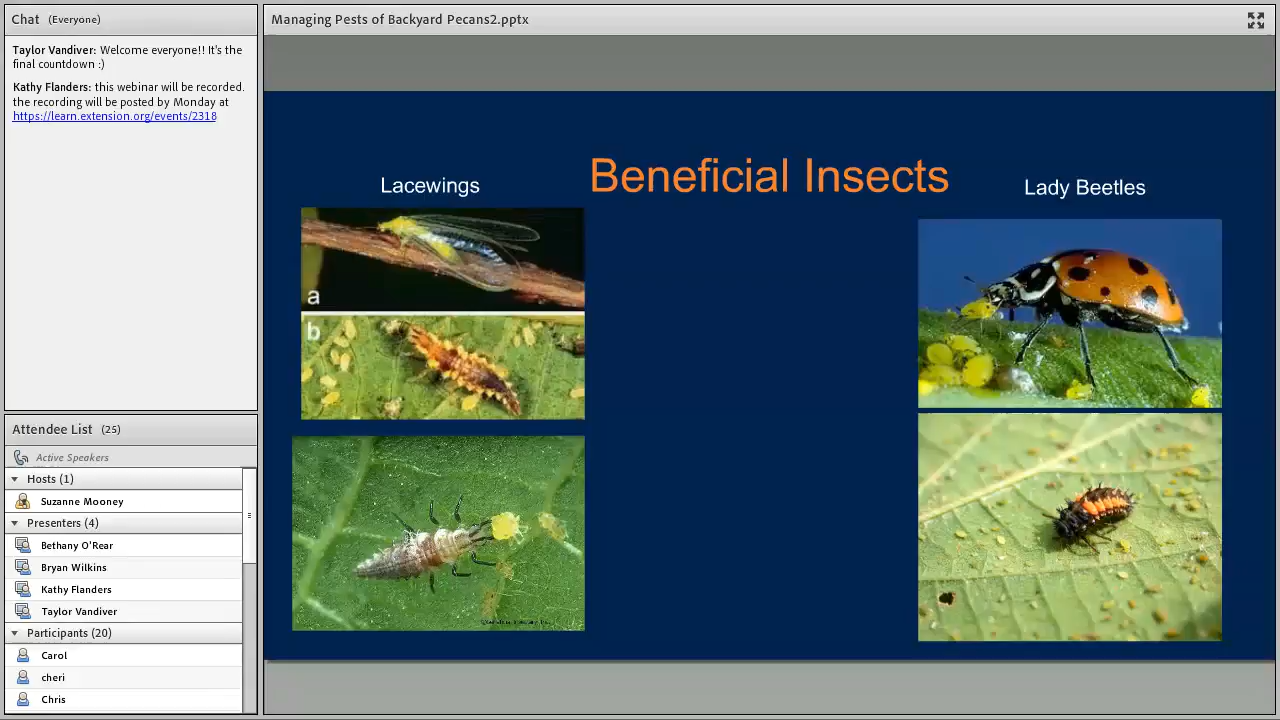 Chat (Everyone)
Taylor Vandiver: Welcome everyone!! It's the
final countdown :)
Kathy Flanders: this webinar will be recorded.
the recording will be posted by Monday at
https://learn.extension.org/events/2318
Attendee List (25)
Active Speakers
Hosts (1)
Suzanne Mooney
Presenters (4)
Bethany O'Rear
Bryan Wilkins
Kathy Flanders
Taylor Vandiver
Participants (20)
Carol
cheri
Chris
Managing Pests of Backyard Pecans2.pptx
Beneficial Insects
Lacewings
Lady Beetles
a
b